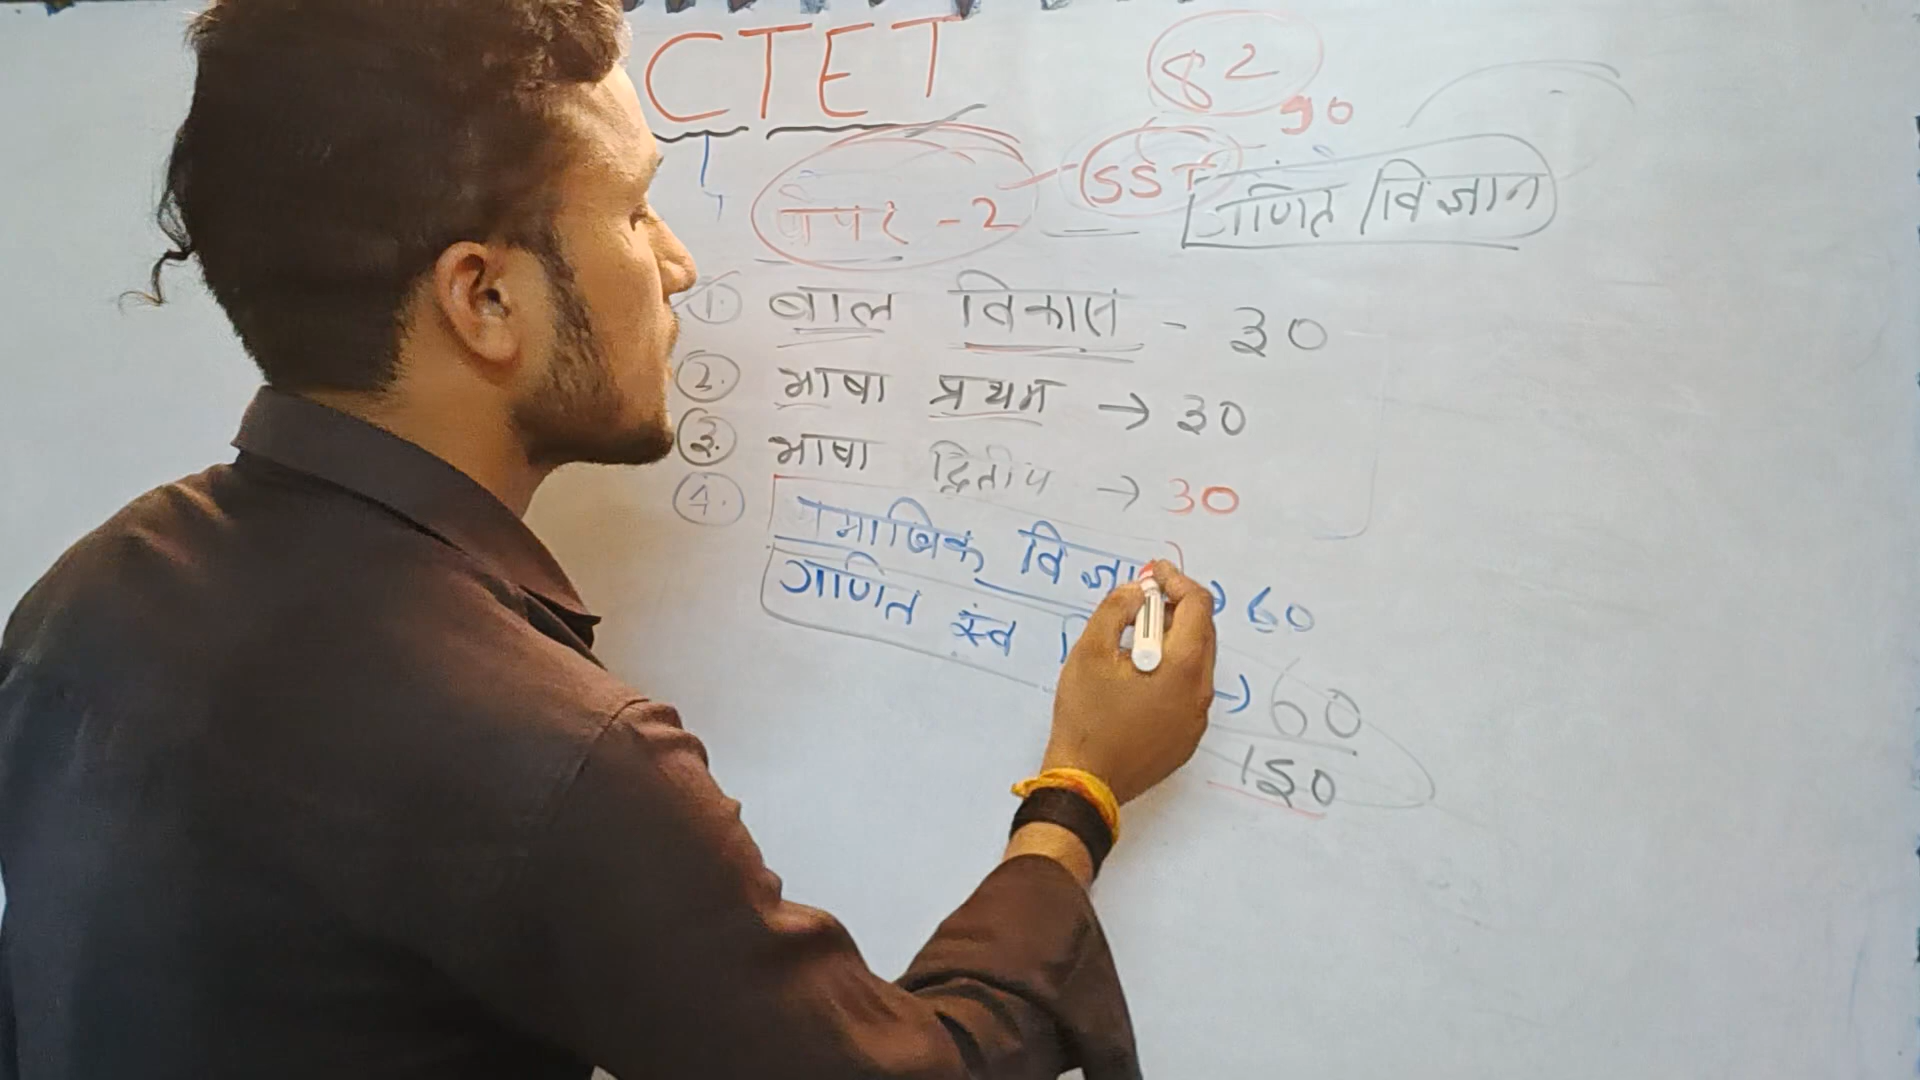 CTET
82
90
पेपर - 2
SST
गणित / विज्ञान
1. बाल विकास - 30
2. भाषा प्रथम → 30
3. भाषा द्वितीय → 30
4. समाजिक विज्ञान → 60
गणित एंव → 60
150